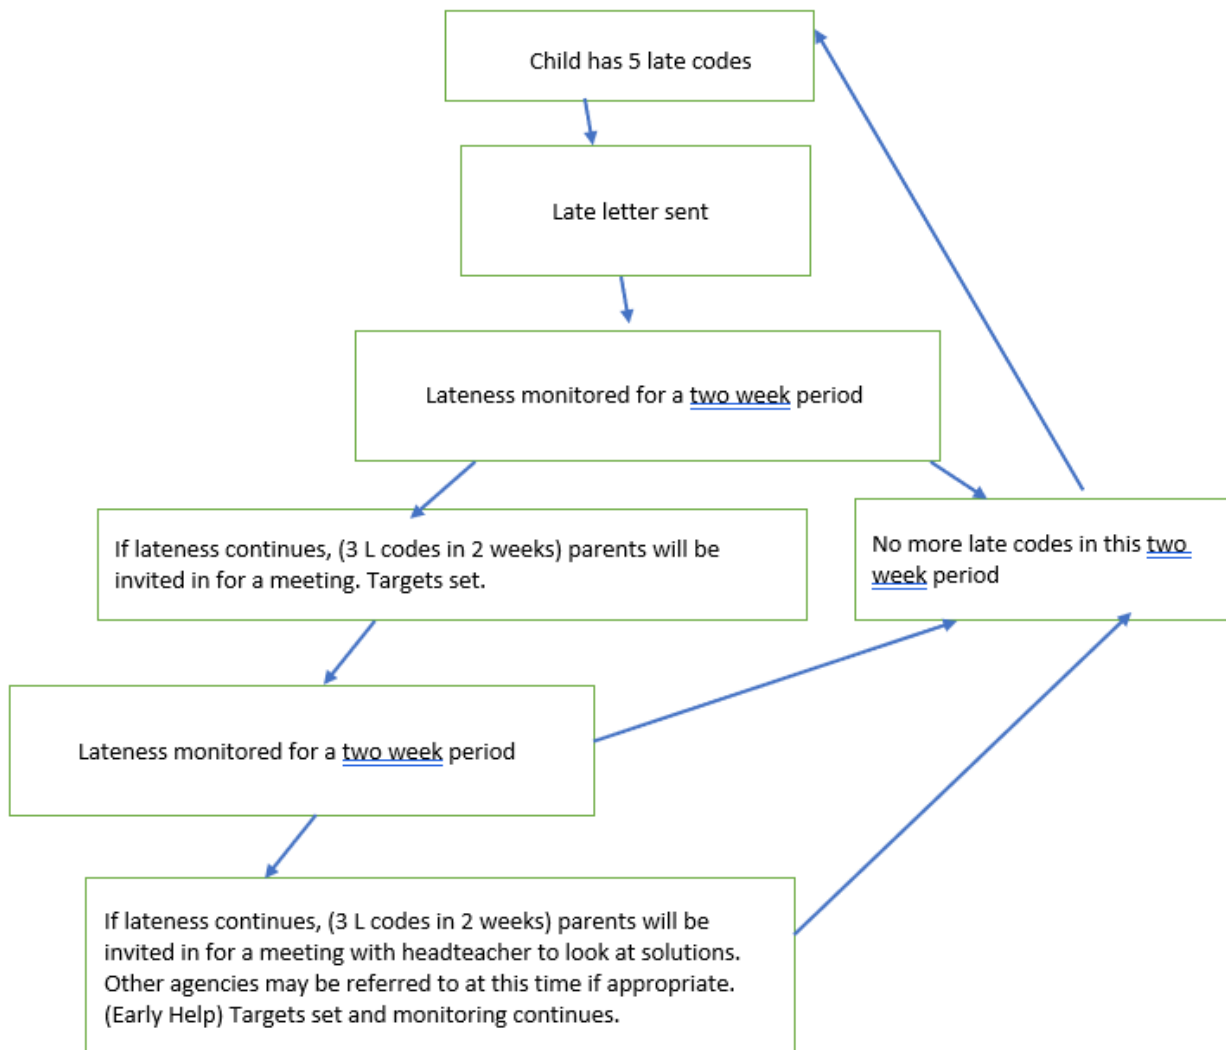 Child has 5 late codes
Late letter sent
Lateness monitored for a two week period
If lateness continues, (3 L codes in 2 weeks) parents will be
invited in for a meeting. Targets set.
No more late codes in this two
week period
Lateness monitored for a two week period
If lateness continues, (3 L codes in 2 weeks) parents will be
invited in for a meeting with headteacher to look at solutions.
Other agencies may be referred to at this time if appropriate.
(Early Help) Targets set and monitoring continues.